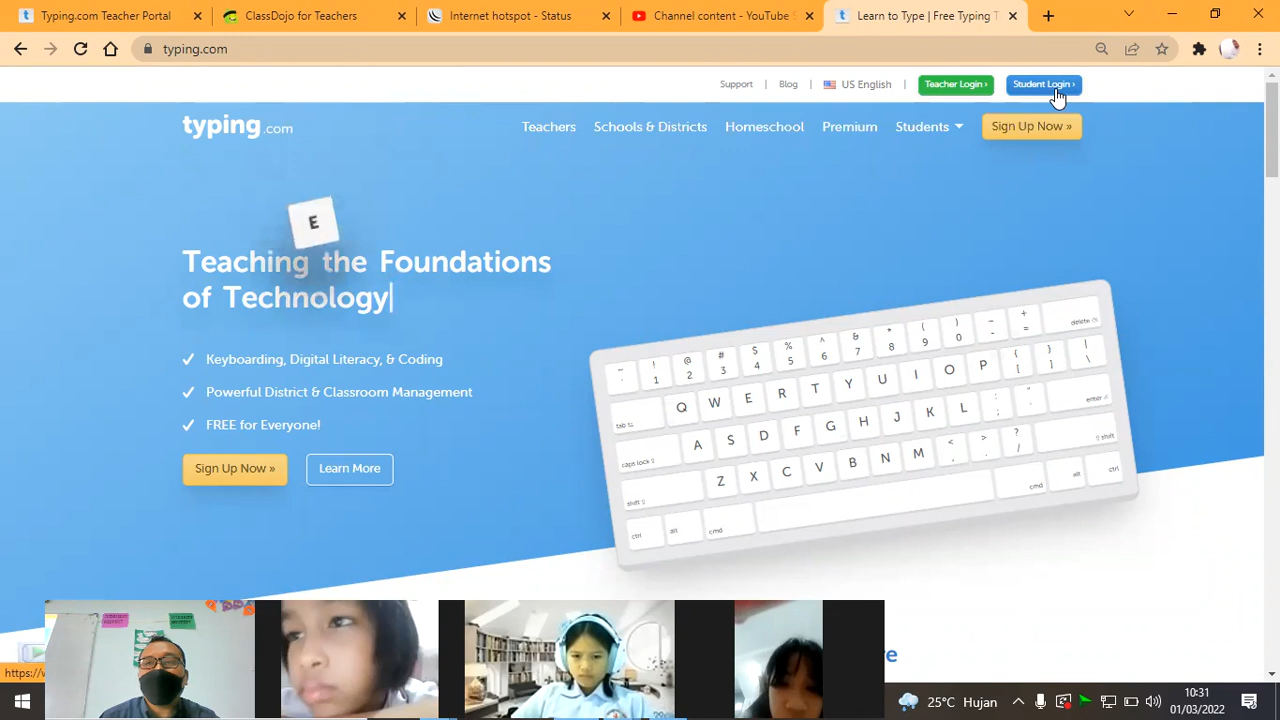 Typing.com Teacher Portal
ClassDojo for Teachers
Internet hotspot - Status
Channel content - YouTube S
Learn to Type | Free Typing T
typing.com
Support | Blog | US English | Teacher Login › Student Login ›
typing.com
Teachers Schools & Districts Homeschool Premium Students Sign Up Now »
E
Teaching the Foundations
of Technology
Keyboarding, Digital Literacy, & Coding
Powerful District & Classroom Management
FREE for Everyone!
Sign Up Now » Learn More
~ ! @ # $ % ^ & * ( ) _ + delete
` 1 2 3 4 5 6 7 8 9 0 - =
tab Q W E R T Y U I O P { [ } ] | \
caps lock A S D F G H J K L : ; " ' enter
shift Z X C V B N M < , > . ? / shift
ctrl alt cmd cmd alt ctrl
https://w
25°C Hujan
10:31
01/03/2022